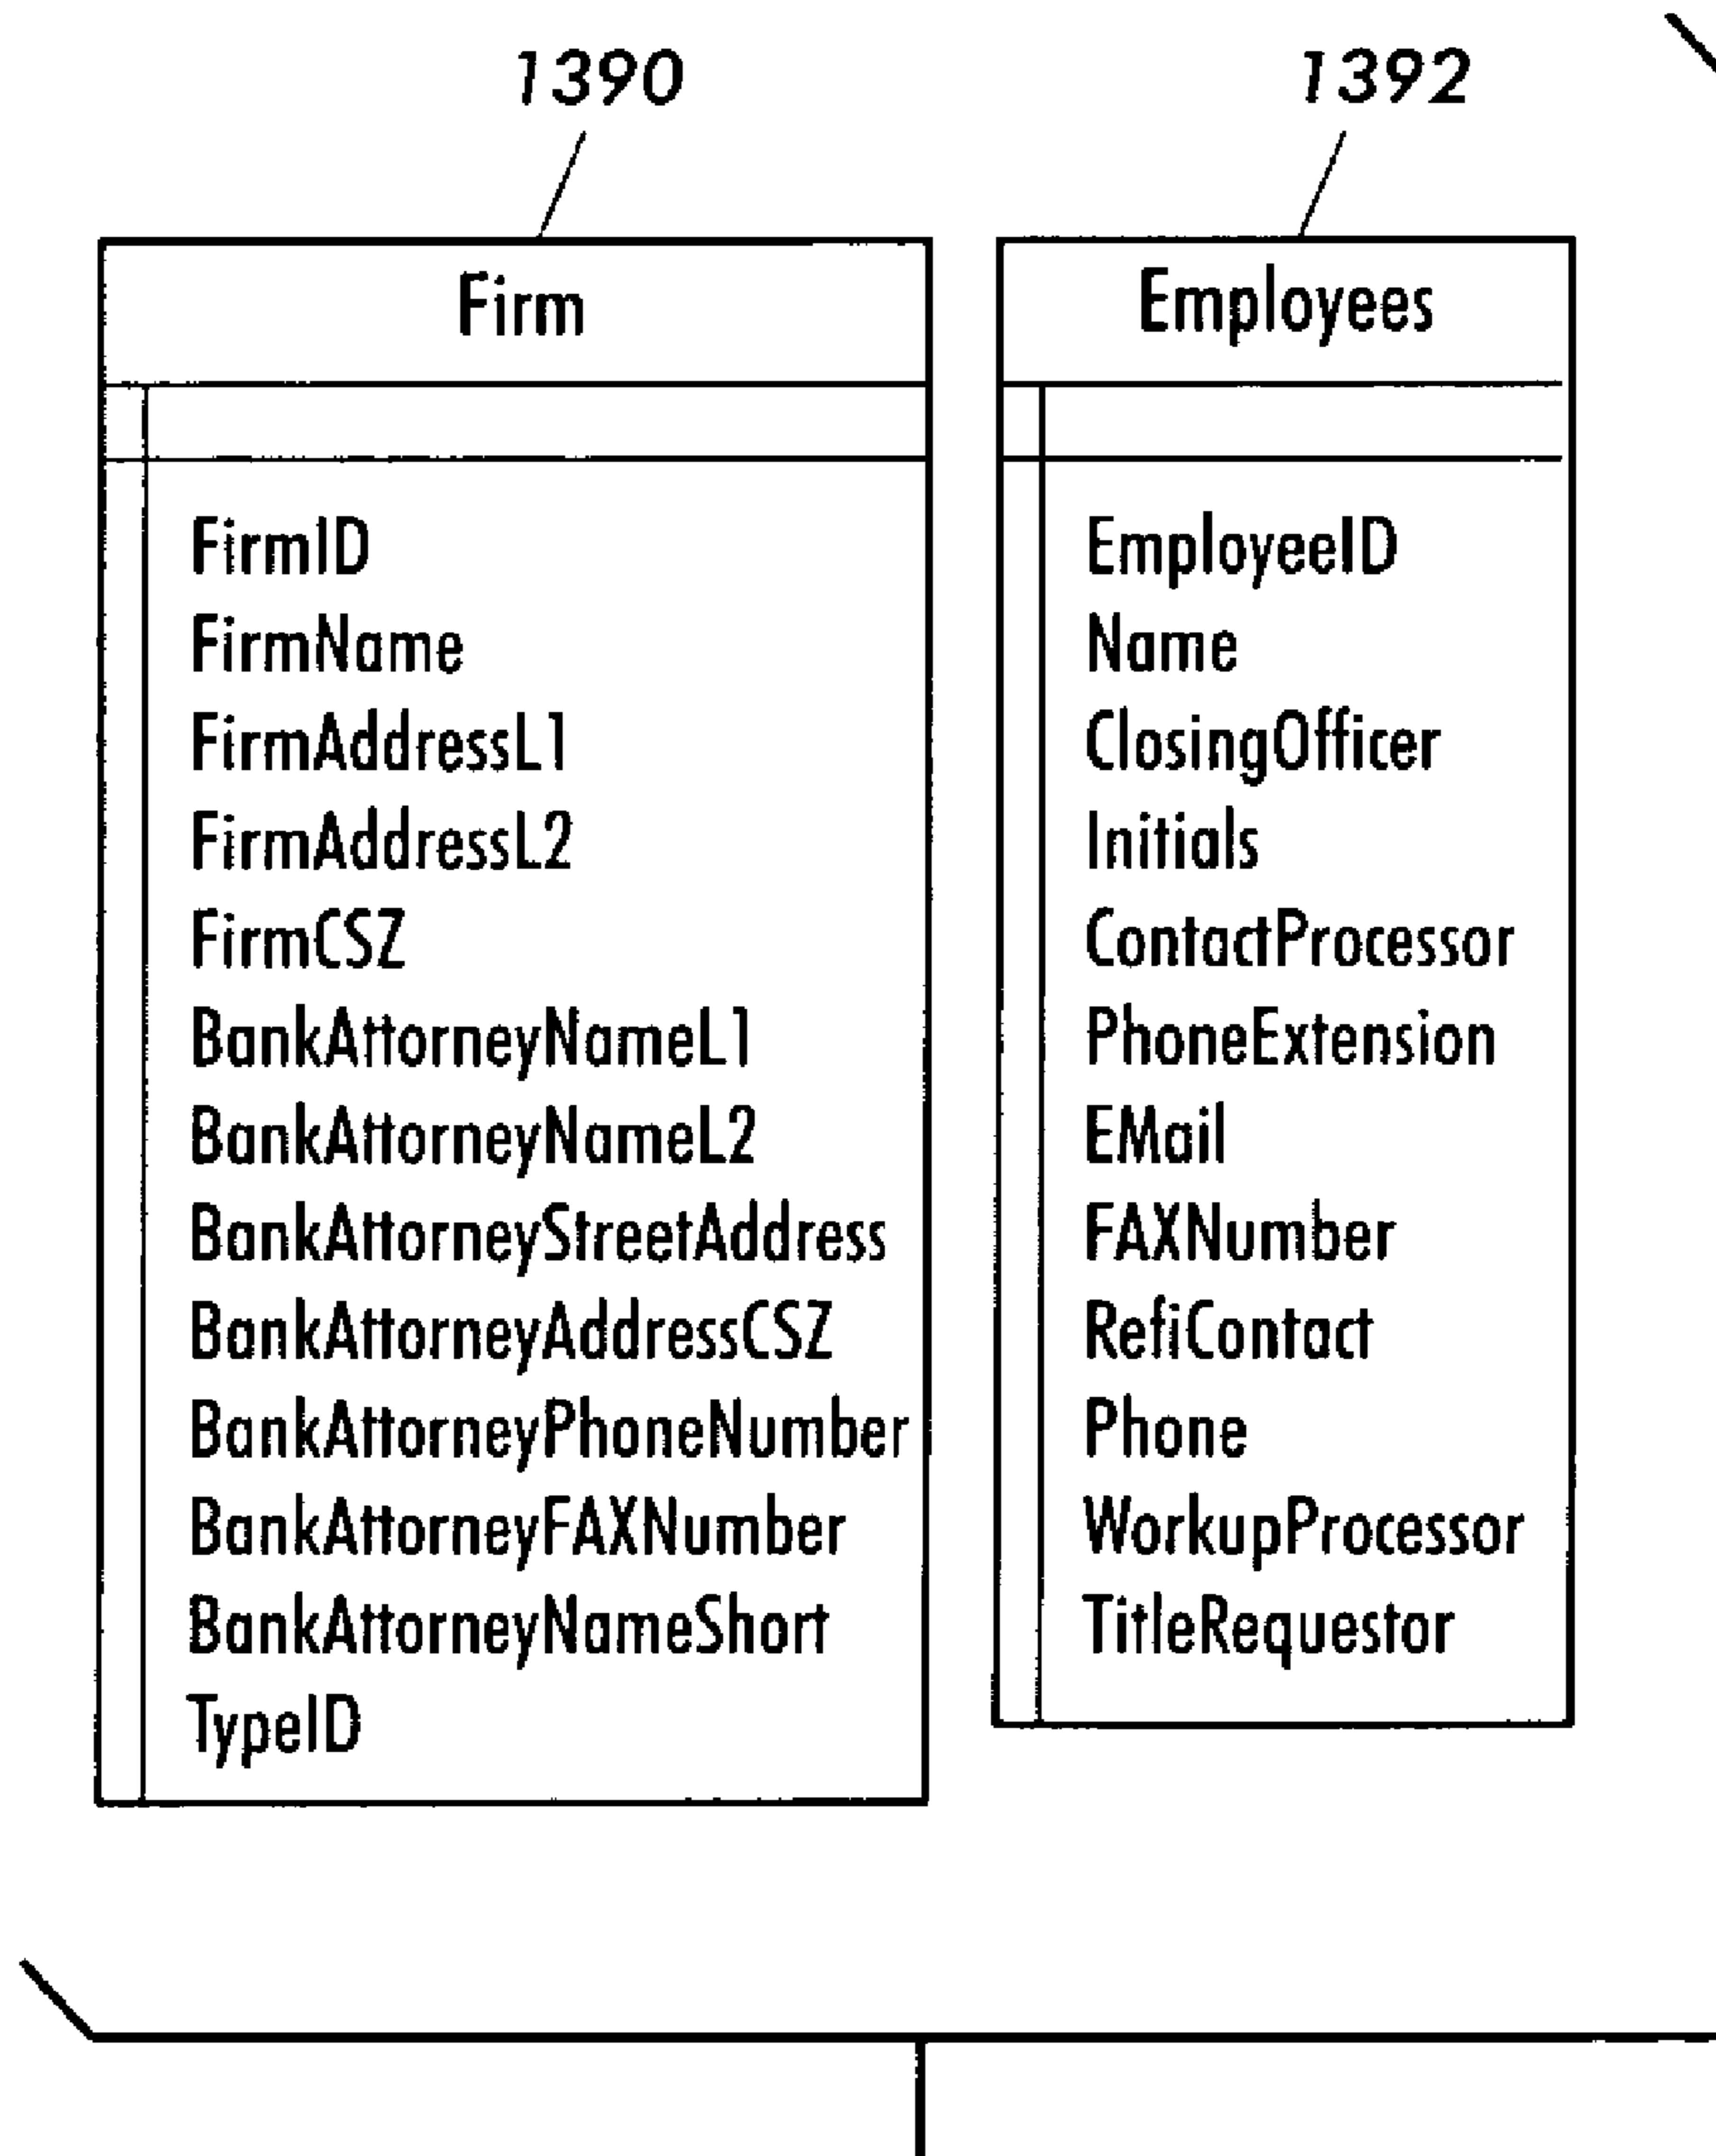 1390
Firm
FirmID
FirmName
FirmAddressL1
FirmAddressL2
FirmCSZ
BankAttorneyNameL1
BankAttorneyNameL2
BankAttorneyStreetAddress
BankAttorneyAddressCSZ
BankAttorneyPhoneNumber
BankAttorneyFAXNumber
BankAttorneyNameShort
TypeID
1392
Employees
EmployeeID
Name
ClosingOfficer
Initials
ContactProcessor
PhoneExtension
EMail
FAXNumber
RefiContact
Phone
WorkupProcessor
TitleRequestor